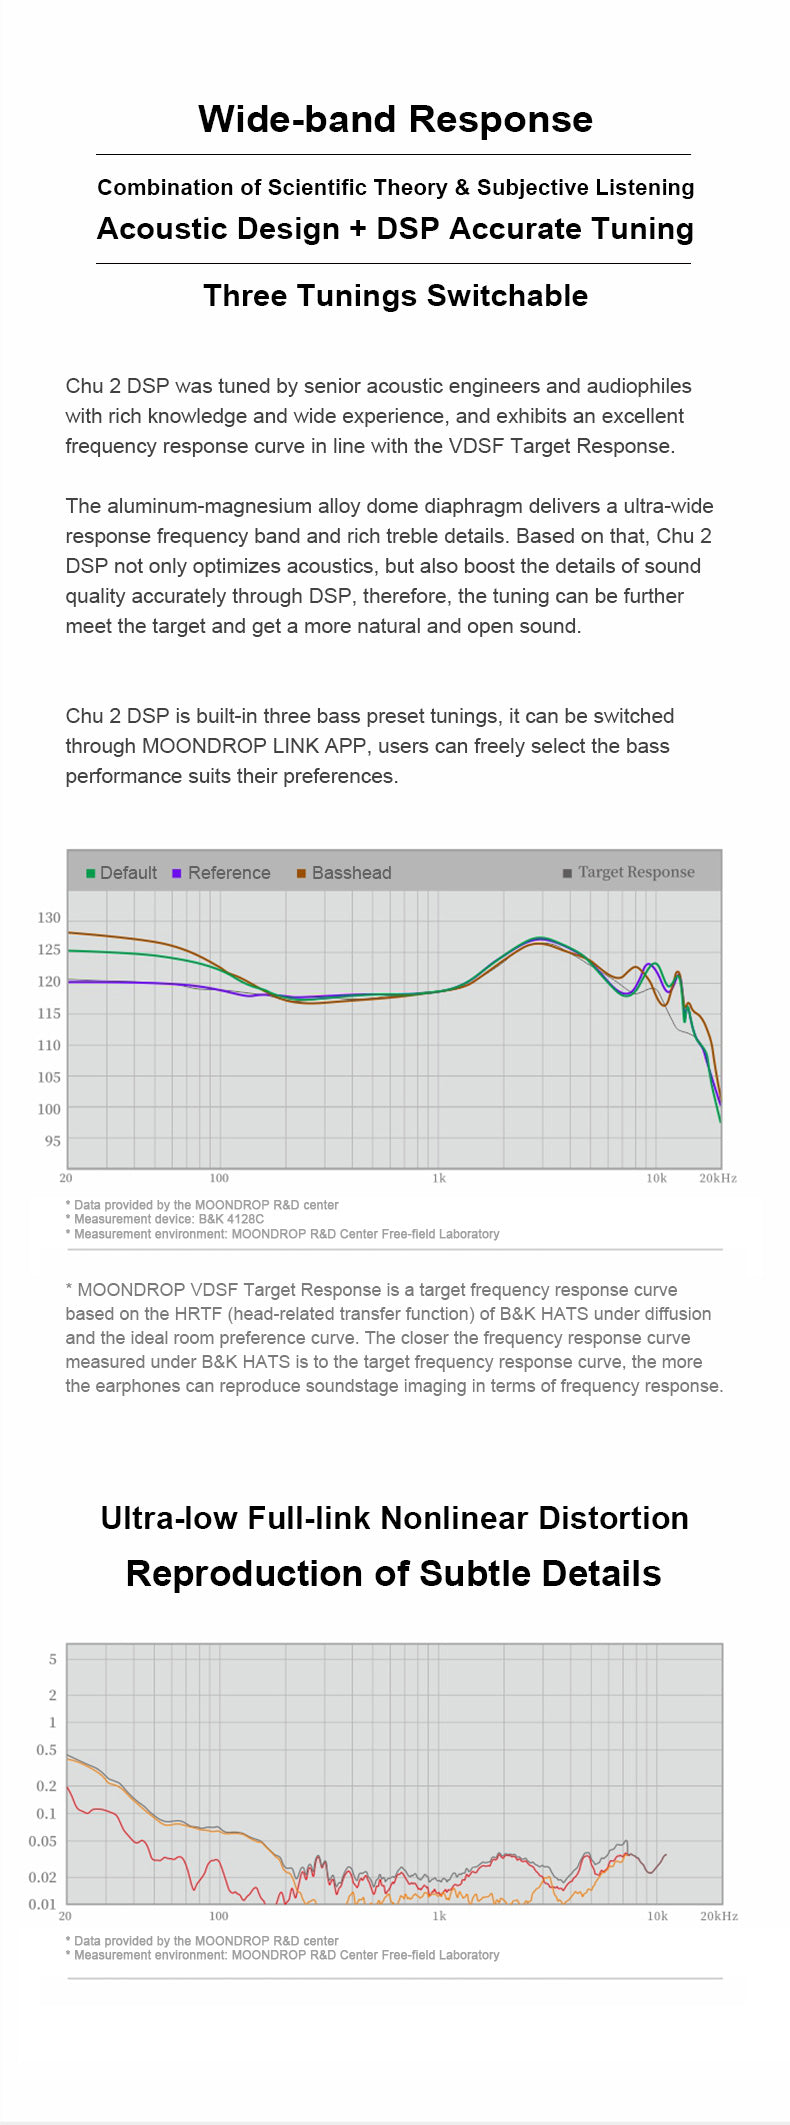 Wide-band Response
Combination of Scientific Theory & Subjective Listening
Acoustic Design + DSP Accurate Tuning
Three Tunings Switchable
Chu 2 DSP was tuned by senior acoustic engineers and audiophiles
with rich knowledge and wide experience, and exhibits an excellent
frequency response curve in line with the VDSF Target Response.
The aluminum-magnesium alloy dome diaphragm delivers a ultra-wide
response frequency band and rich treble details. Based on that, Chu 2
DSP not only optimizes acoustics, but also boost the details of sound
quality accurately through DSP, therefore, the tuning can be further
meet the target and get a more natural and open sound.
Chu 2 DSP is built-in three bass preset tunings, it can be switched
through MOONDROP LINK APP, users can freely select the bass
performance suits their preferences.
Default Reference Basshead Target Response
130
125
120
115
110
105
100
95
20 100 1k 10k 20kHz
* Data provided by the MOONDROP R&D center
* Measurement device: B&K 4128C
* Measurement environment: MOONDROP R&D Center Free-field Laboratory
* MOONDROP VDSF Target Response is a target frequency response curve
based on the HRTF (head-related transfer function) of B&K HATS under diffusion
and the ideal room preference curve. The closer the frequency response curve
measured under B&K HATS is to the target frequency response curve, the more
the earphones can reproduce soundstage imaging in terms of frequency response.
Ultra-low Full-link Nonlinear Distortion
Reproduction of Subtle Details
5
2
1
0.5
0.2
0.1
0.05
0.02
0.01
20 100 1k 10k 20kHz
* Data provided by the MOONDROP R&D center
* Measurement environment: MOONDROP R&D Center Free-field Laboratory